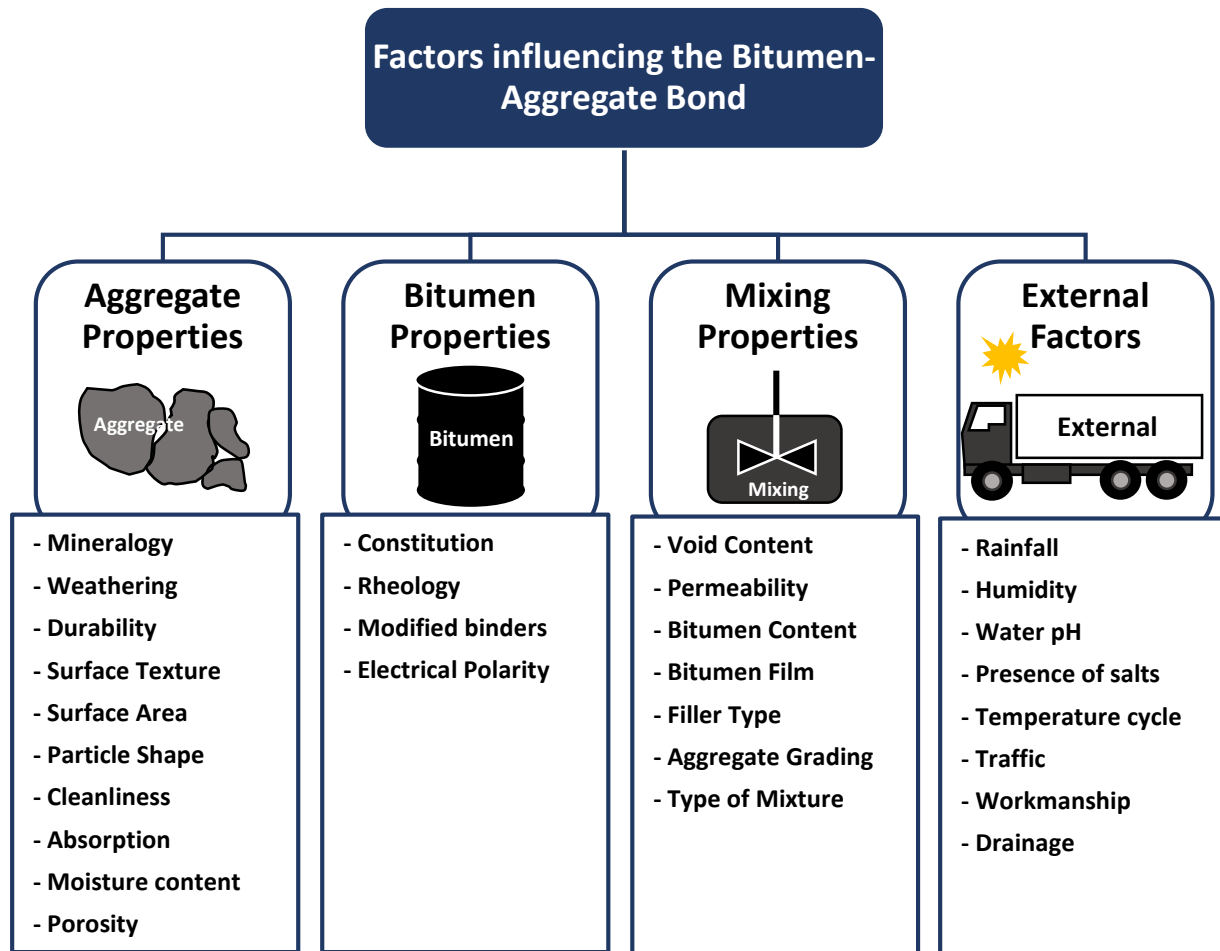 Factors influencing the Bitumen-
Aggregate Bond
Aggregate
Properties
Aggregate
- Mineralogy
- Weathering
- Durability
- Surface Texture
- Surface Area
- Particle Shape
- Cleanliness
- Absorption
- Moisture content
- Porosity
Bitumen
Properties
Bitumen
- Constitution
- Rheology
- Modified binders
- Electrical Polarity
Mixing
Properties
Mixing
- Void Content
- Permeability
- Bitumen Content
- Bitumen Film
- Filler Type
- Aggregate Grading
- Type of Mixture
External
Factors
External
- Rainfall
- Humidity
- Water pH
- Presence of salts
- Temperature cycle
- Traffic
- Workmanship
- Drainage